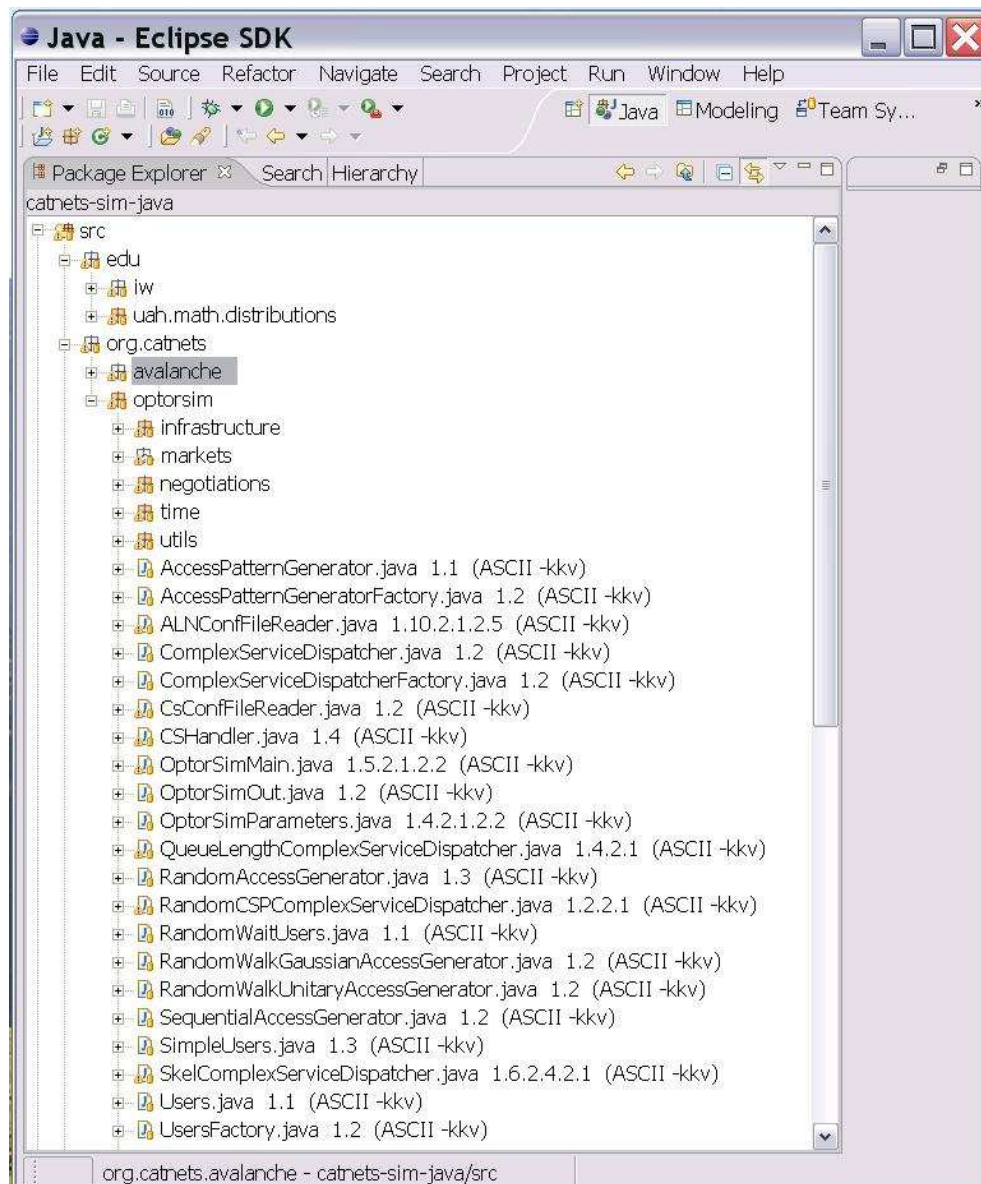 Java - Eclipse SDK
File Edit Source Refactor Navigate Search Project Run Window Help
010
Java Modeling Team Sy... »
Package Explorer Search Hierarchy
catnets-sim-java
src
edu
iw
uah.math.distributions
org.catnets
avalanche
optorsim
infrastructure
markets
negotiations
time
utils
AccessPatternGenerator.java 1.1 (ASCII -kkv)
AccessPatternGeneratorFactory.java 1.2 (ASCII -kkv)
ALNConfFileReader.java 1.10.2.1.2.5 (ASCII -kkv)
ComplexServiceDispatcher.java 1.2 (ASCII -kkv)
ComplexServiceDispatcherFactory.java 1.2 (ASCII -kkv)
CsConfFileReader.java 1.2 (ASCII -kkv)
CSHandler.java 1.4 (ASCII -kkv)
OptorSimMain.java 1.5.2.1.2.2 (ASCII -kkv)
OptorSimOut.java 1.2 (ASCII -kkv)
OptorSimParameters.java 1.4.2.1.2.2 (ASCII -kkv)
QueueLengthComplexServiceDispatcher.java 1.4.2.1 (ASCII -kkv)
RandomAccessGenerator.java 1.3 (ASCII -kkv)
RandomCSPComplexServiceDispatcher.java 1.2.2.1 (ASCII -kkv)
RandomWaitUsers.java 1.1 (ASCII -kkv)
RandomWalkGaussianAccessGenerator.java 1.2 (ASCII -kkv)
RandomWalkUnitaryAccessGenerator.java 1.2 (ASCII -kkv)
SequentialAccessGenerator.java 1.2 (ASCII -kkv)
SimpleUsers.java 1.3 (ASCII -kkv)
SkelComplexServiceDispatcher.java 1.6.2.4.2.1 (ASCII -kkv)
Users.java 1.1 (ASCII -kkv)
UsersFactory.java 1.2 (ASCII -kkv)
org.catnets.avalanche - catnets-sim-java/src